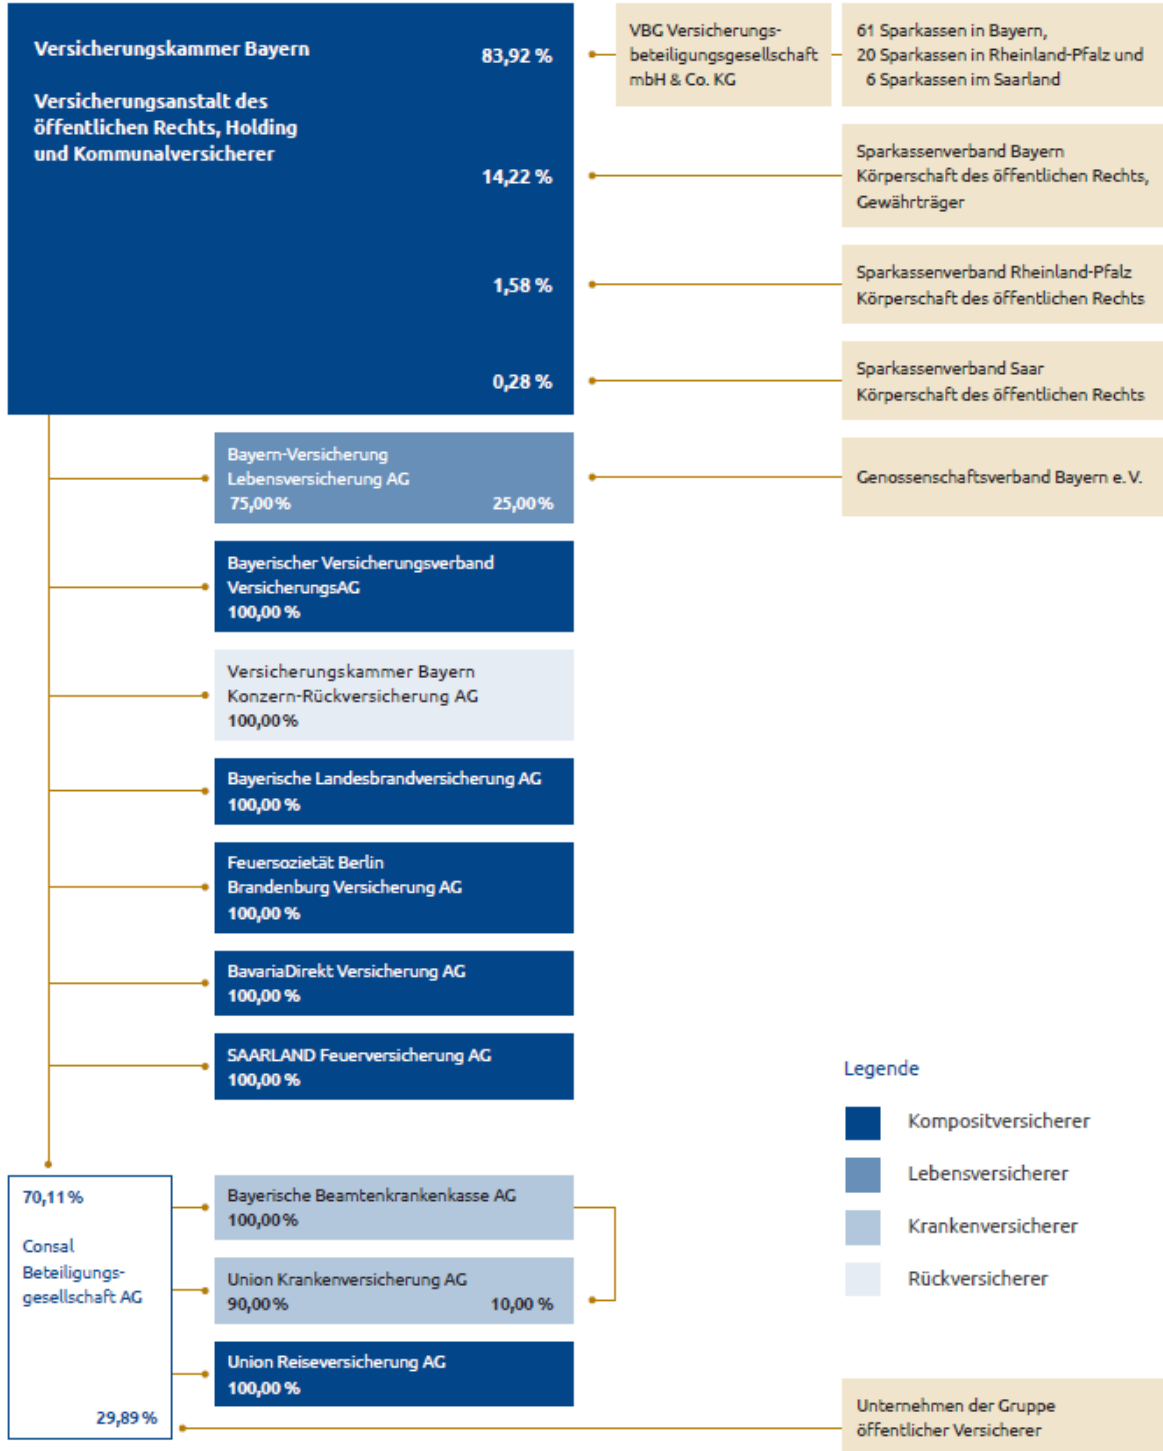 Versicherungskammer Bayern
Versicherungsanstalt des
öffentlichen Rechts, Holding
und Kommunalversicherer
83,92 %
VBG Versicherungs-
beteiligungsgesellschaft
mbH & Co. KG
61 Sparkassen in Bayern,
20 Sparkassen in Rheinland-Pfalz und
6 Sparkassen im Saarland
14,22 %
Sparkassenverband Bayern
Körperschaft des öffentlichen Rechts,
Gewährträger
1,58 %
Sparkassenverband Rheinland-Pfalz
Körperschaft des öffentlichen Rechts
0,28 %
Sparkassenverband Saar
Körperschaft des öffentlichen Rechts
Bayern-Versicherung
Lebensversicherung AG
75,00 % 25,00 %
Genossenschaftsverband Bayern e. V.
Bayerischer Versicherungsverband
VersicherungsAG
100,00 %
Versicherungskammer Bayern
Konzern-Rückversicherung AG
100,00 %
Bayerische Landesbrandversicherung AG
100,00 %
Feuersozietät Berlin
Brandenburg Versicherung AG
100,00 %
BavariaDirekt Versicherung AG
100,00 %
SAARLAND Feuerversicherung AG
100,00 %
70,11 %
Consal
Beteiligungs-
gesellschaft AG
29,89 %
Bayerische Beamtenkrankenkasse AG
100,00 %
Union Krankenversicherung AG
90,00 % 10,00 %
Union Reiseversicherung AG
100,00 %
Legende
Kompositversicherer
Lebensversicherer
Krankenversicherer
Rückversicherer
Unternehmen der Gruppe
öffentlicher Versicherer